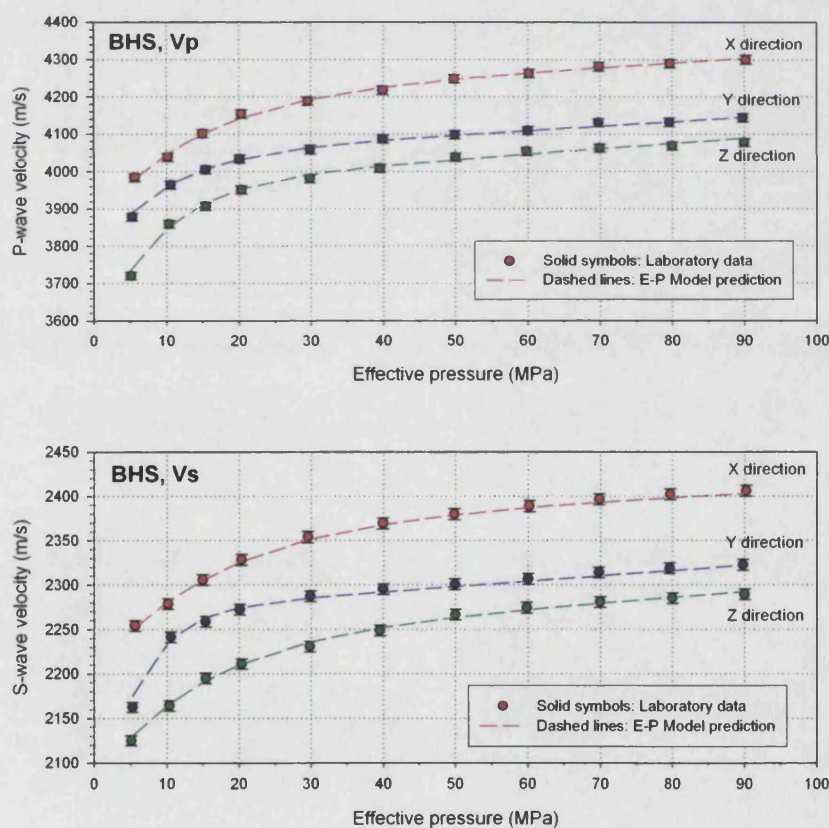 BHS, Vp
P-wave velocity (m/s)
4400
4300
4200
4100
4000
3900
3800
3700
3600
X direction
Y direction
Z direction
Solid symbols: Laboratory data
Dashed lines: E-P Model prediction
0 10 20 30 40 50 60 70 80 90 100
Effective pressure (MPa)
BHS, Vs
S-wave velocity (m/s)
2450
2400
2350
2300
2250
2200
2150
2100
X direction
Y direction
Z direction
Solid symbols: Laboratory data
Dashed lines: E-P Model prediction
0 10 20 30 40 50 60 70 80 90 100
Effective pressure (MPa)